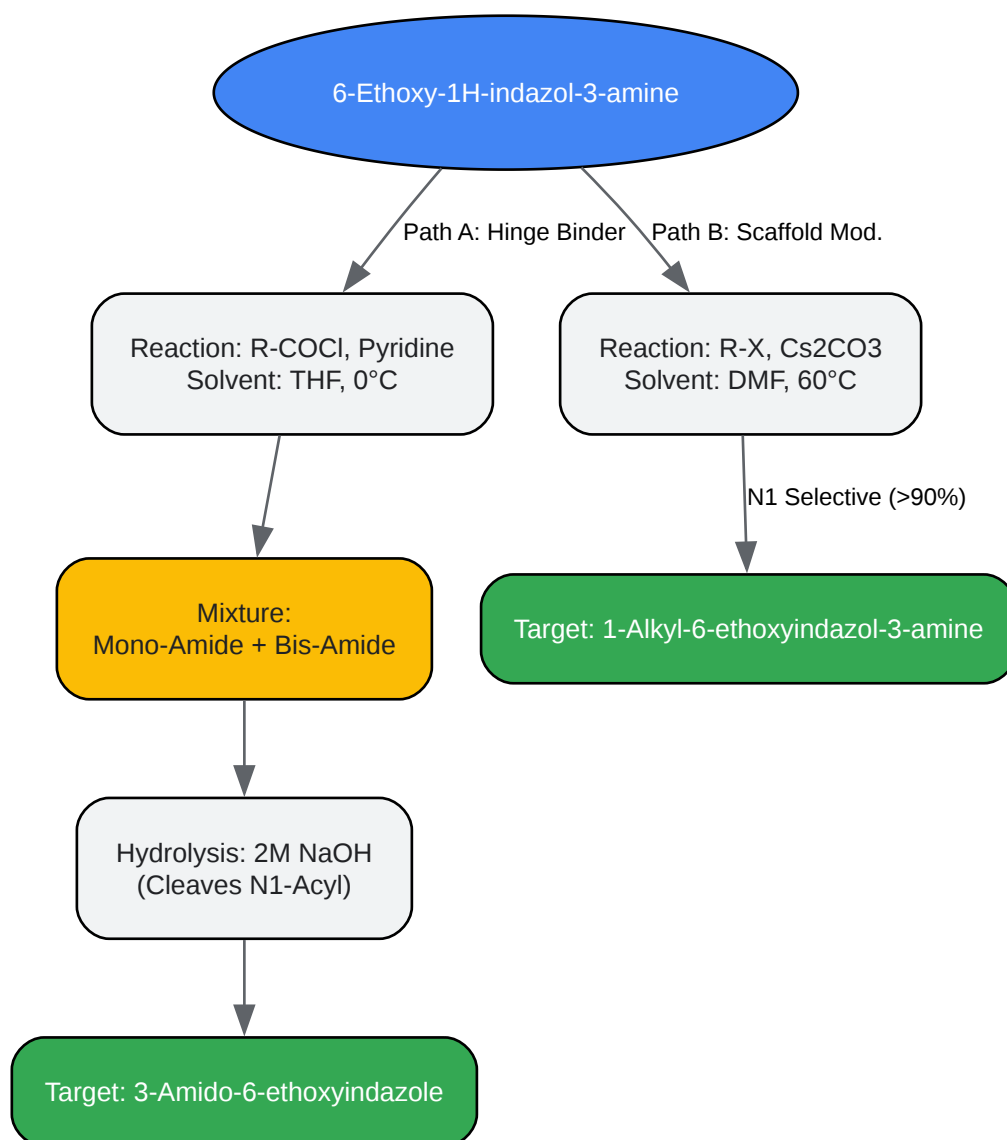 6-Ethoxy-1H-indazol-3-amine
Path A: Hinge Binder
Path B: Scaffold Mod.
Reaction: R-COCl, Pyridine
Solvent: THF, 0°C
Reaction: R-X, Cs2CO3
Solvent: DMF, 60°C
N1 Selective (>90%)
Mixture:
Mono-Amide + Bis-Amide
Target: 1-Alkyl-6-ethoxyindazol-3-amine
Hydrolysis: 2M NaOH
(Cleaves N1-Acyl)
Target: 3-Amido-6-ethoxyindazole